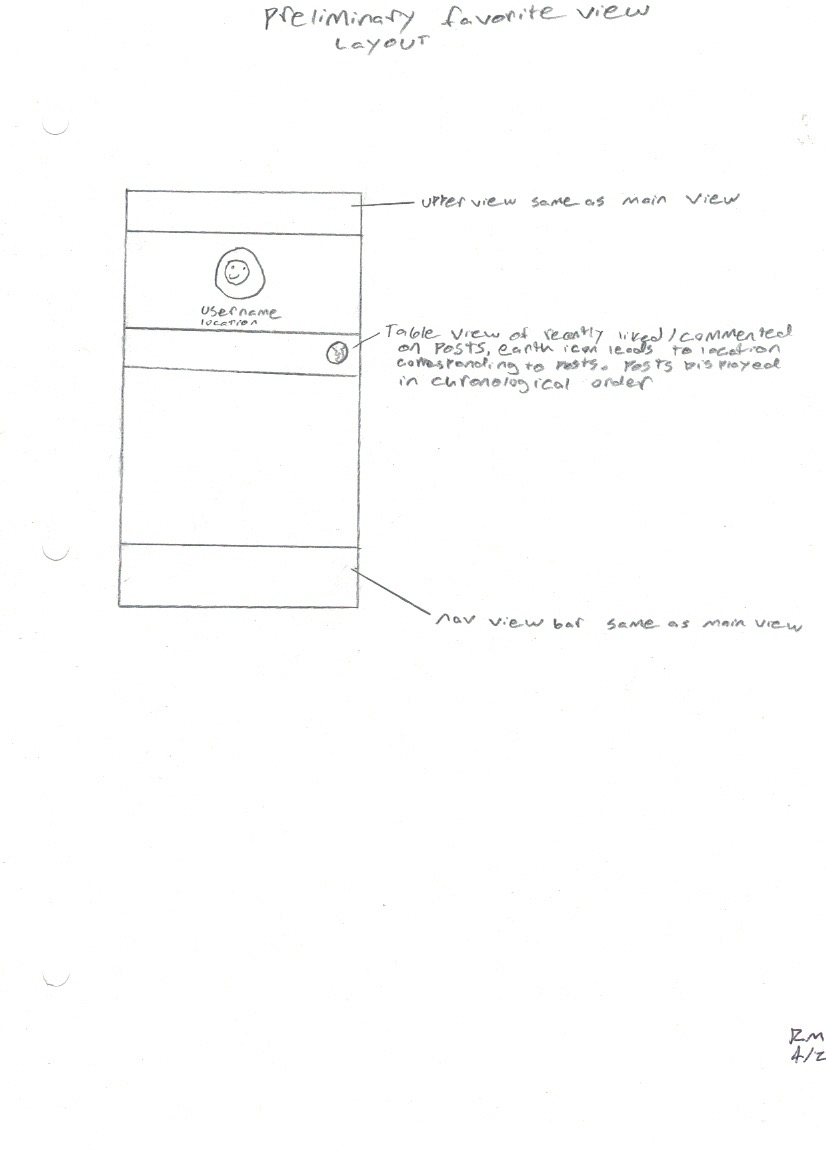 Preliminary favorite view
Layout
upper view same as main view
username
location
Table view of recently liked/commented
on posts, earth icon leads to location
corresponding to posts. Posts displayed
in chronological order
nav view bar same as main view
RM
4/2